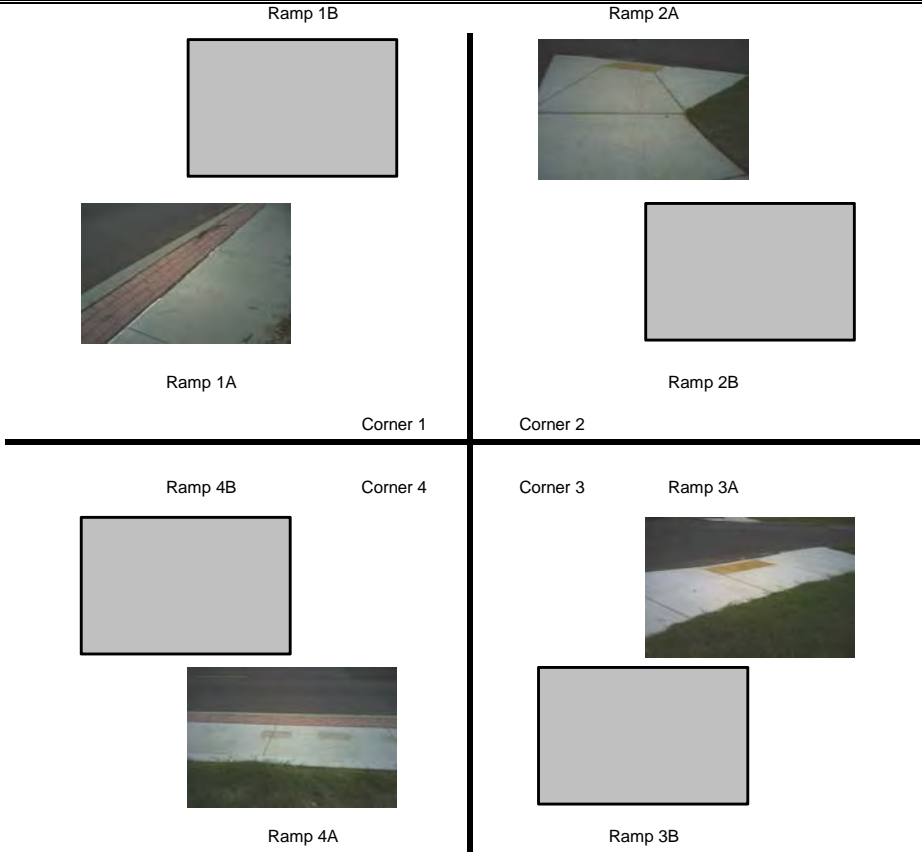 Ramp 1B
Ramp 2A
Ramp 1A
Ramp 2B
Corner 1
Corner 2
Ramp 4B
Corner 4
Corner 3
Ramp 3A
Ramp 4A
Ramp 3B